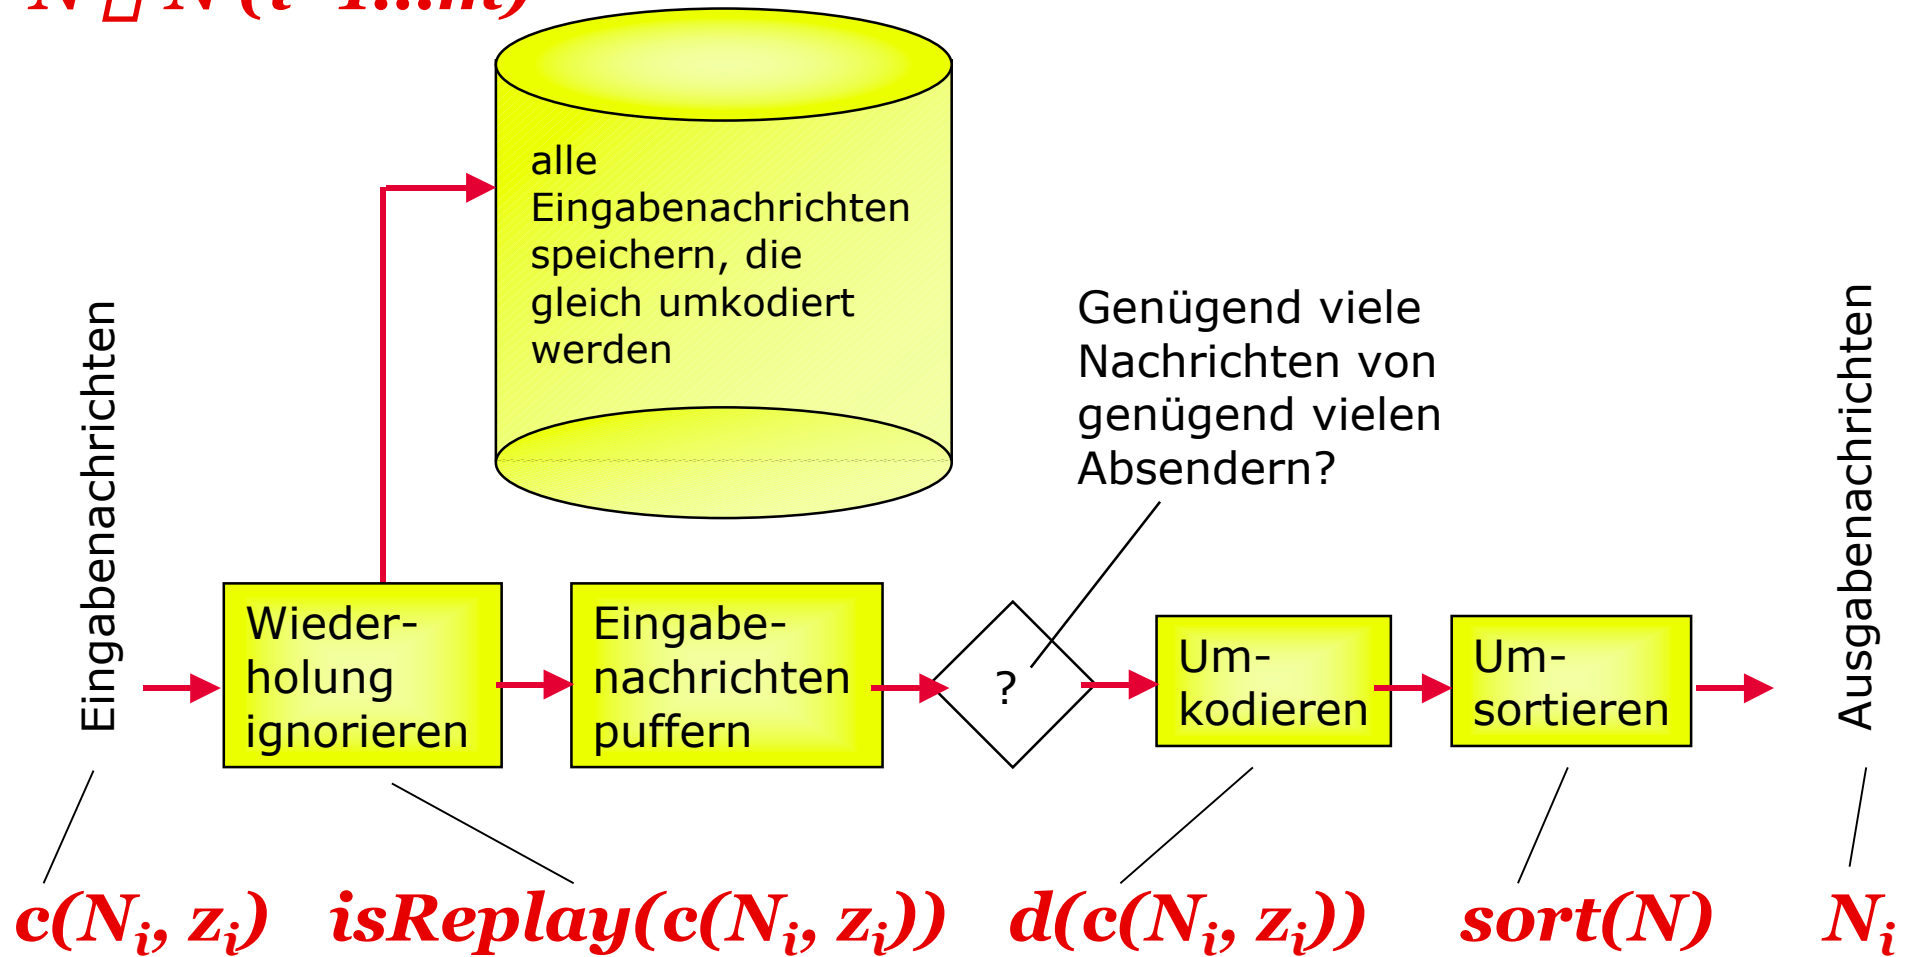 alle
Eingabenachrichten
speichern, die
gleich umkodiert
werden
Genügend viele
Nachrichten von
genügend vielen
Absendern?
Eingabenachrichten
Wieder-
holung
ignorieren
Eingabe-
nachrichten
puffern
?
Um-
kodieren
Um-
sortieren
Ausgabenachrichten
c(Nᵢ, zᵢ)
isReplay(c(Nᵢ, zᵢ))
d(c(Nᵢ, zᵢ))
sort(N)
Nᵢ